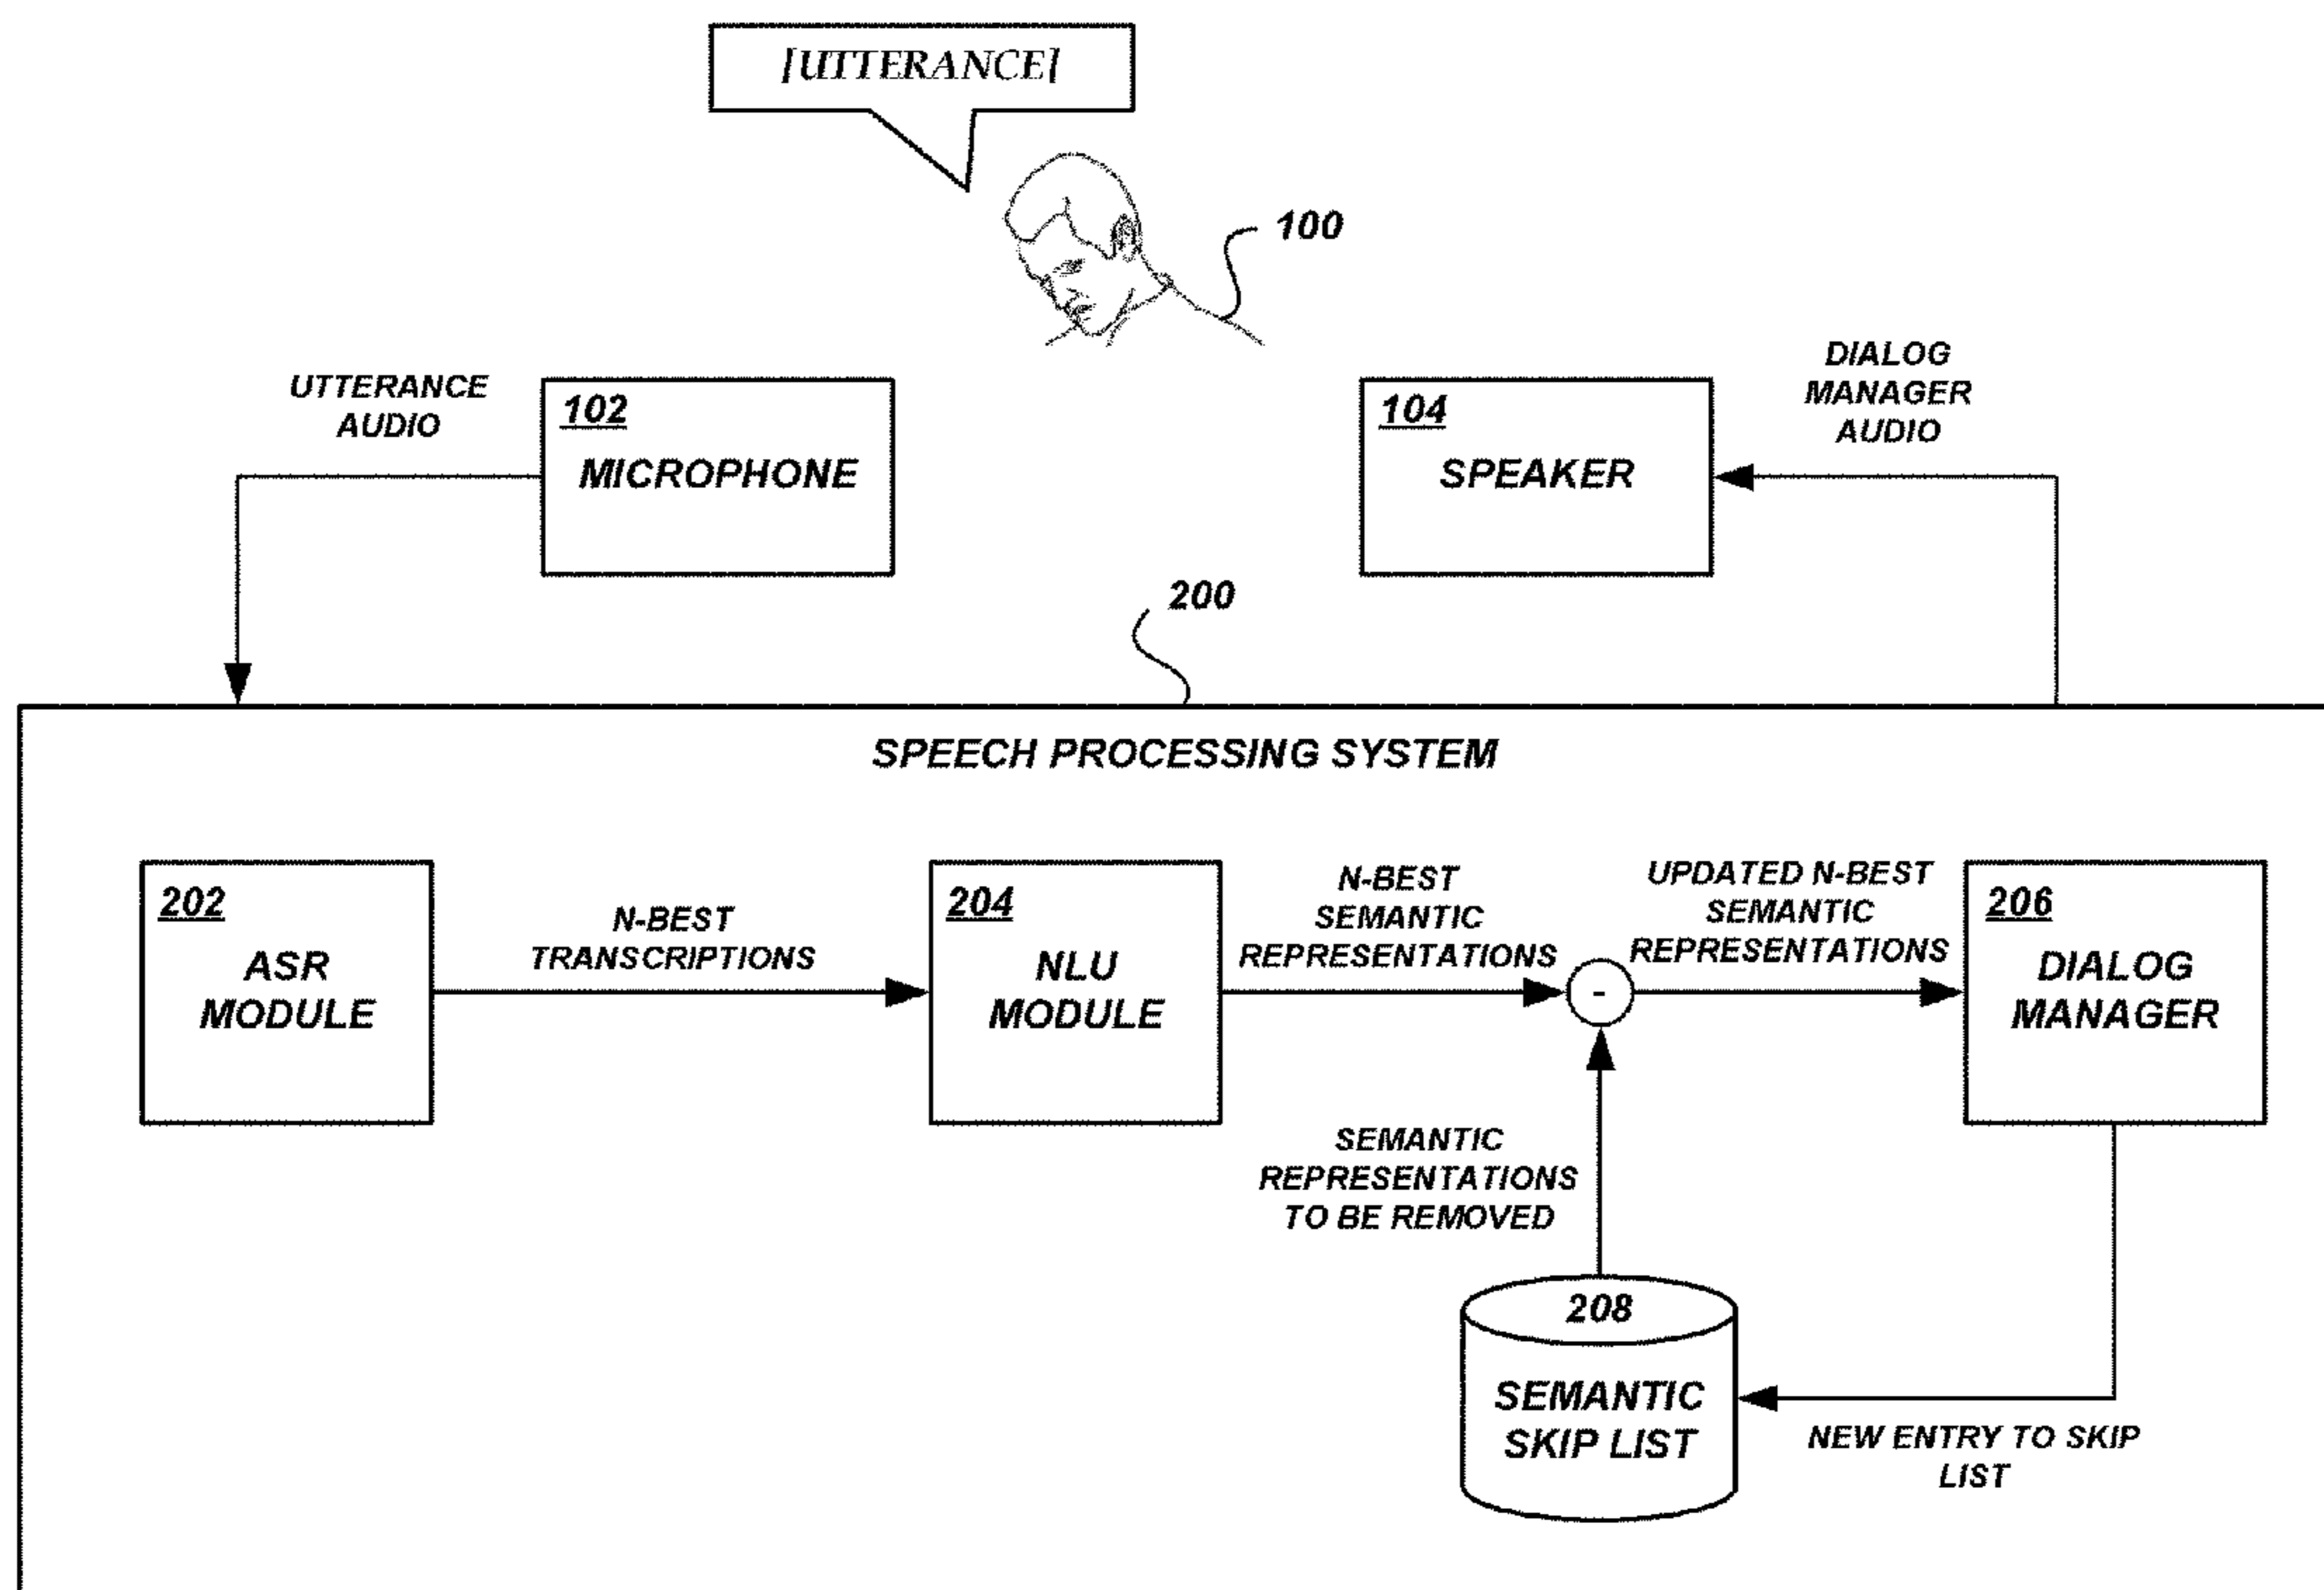 [UTTERANCE]
100
UTTERANCE
AUDIO
102
MICROPHONE
104
SPEAKER
DIALOG
MANAGER
AUDIO
200
SPEECH PROCESSING SYSTEM
202
ASR
MODULE
N-BEST
TRANSCRIPTIONS
204
NLU
MODULE
N-BEST
SEMANTIC
REPRESENTATIONS
-
UPDATED N-BEST
SEMANTIC
REPRESENTATIONS
206
DIALOG
MANAGER
SEMANTIC
REPRESENTATIONS
TO BE REMOVED
208
SEMANTIC
SKIP LIST
NEW ENTRY TO SKIP
LIST